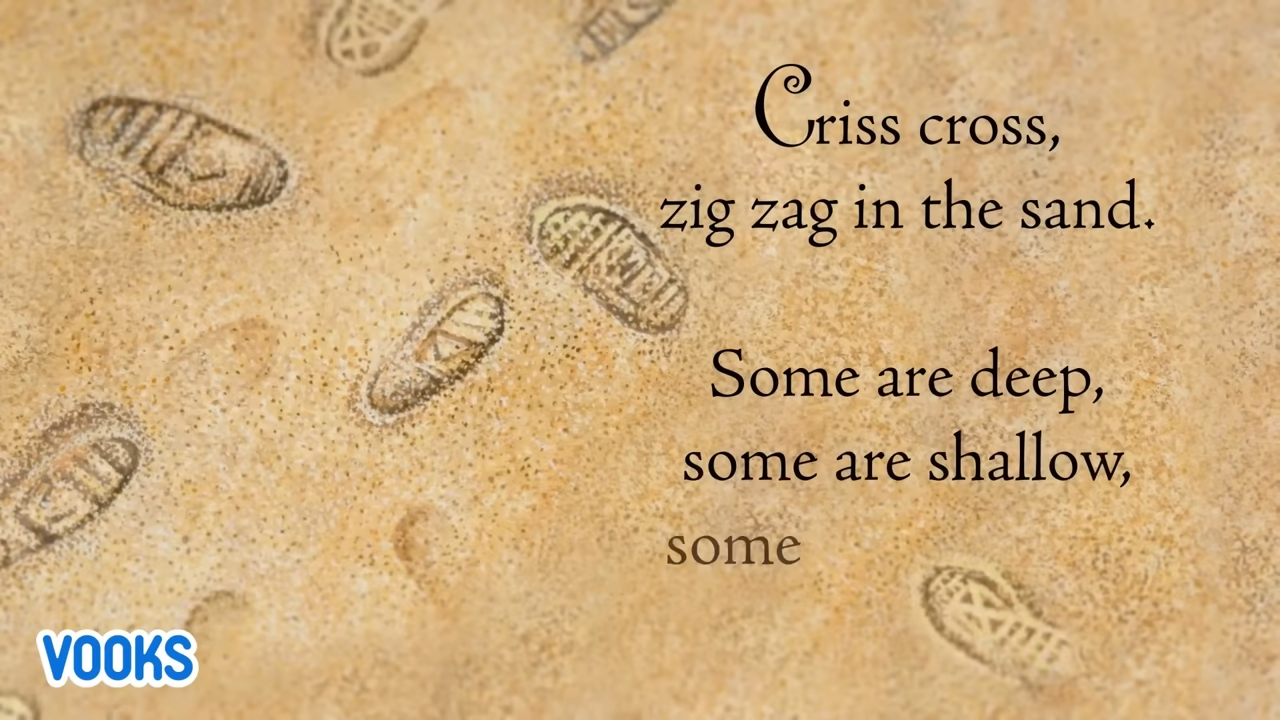 Criss cross,
zig zag in the sand.
Some are deep,
some are shallow,
some
VOOKS